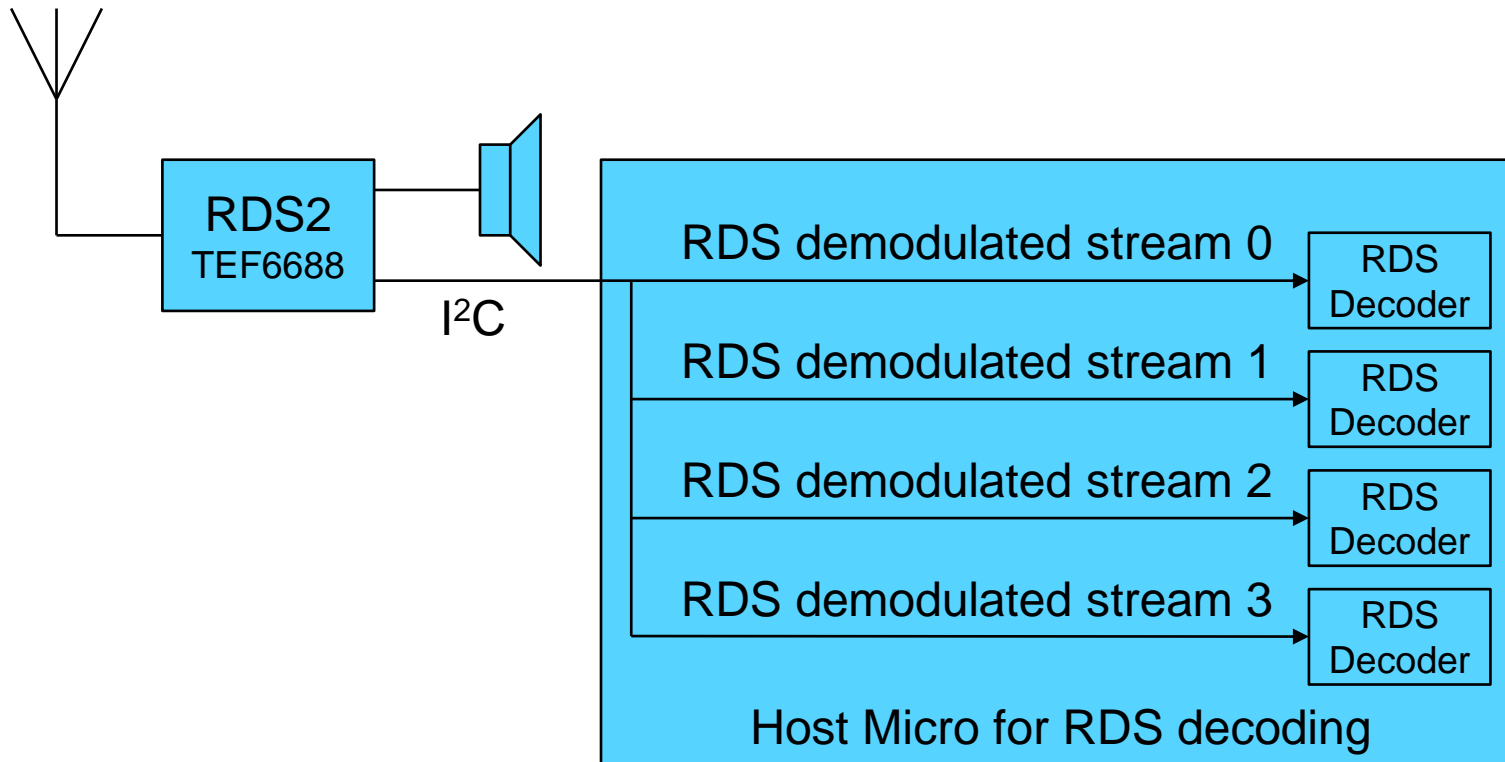 RDS2
TEF6688
I²C
RDS demodulated stream 0
RDS
Decoder
RDS demodulated stream 1
RDS
Decoder
RDS demodulated stream 2
RDS
Decoder
RDS demodulated stream 3
RDS
Decoder
Host Micro for RDS decoding